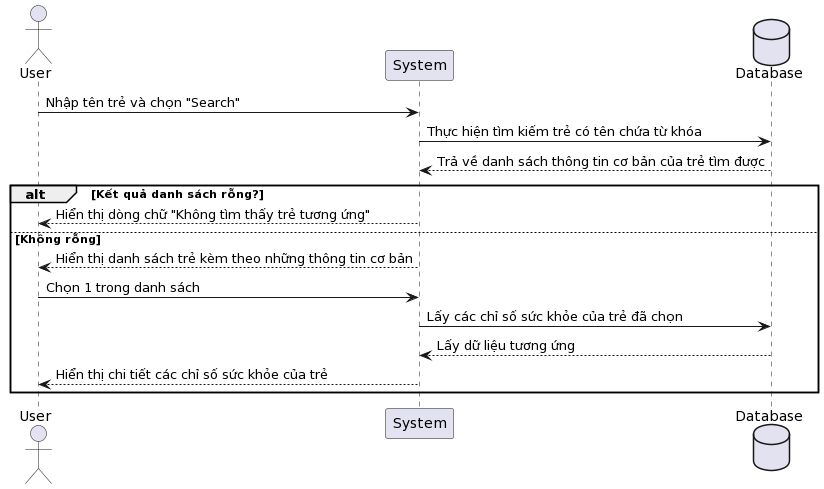 User
System
Database
Nhập tên trẻ và chọn "Search"
Thực hiện tìm kiếm trẻ có tên chứa từ khóa
Trả về danh sách thông tin cơ bản của trẻ tìm được
alt [Kết quả danh sách rỗng?]
Hiển thị dòng chữ "Không tìm thấy trẻ tương ứng"
[Không rỗng]
Hiển thị danh sách trẻ kèm theo những thông tin cơ bản
Chọn 1 trong danh sách
Lấy các chỉ số sức khỏe của trẻ đã chọn
Lấy dữ liệu tương ứng
Hiển thị chi tiết các chỉ số sức khỏe của trẻ
User
System
Database